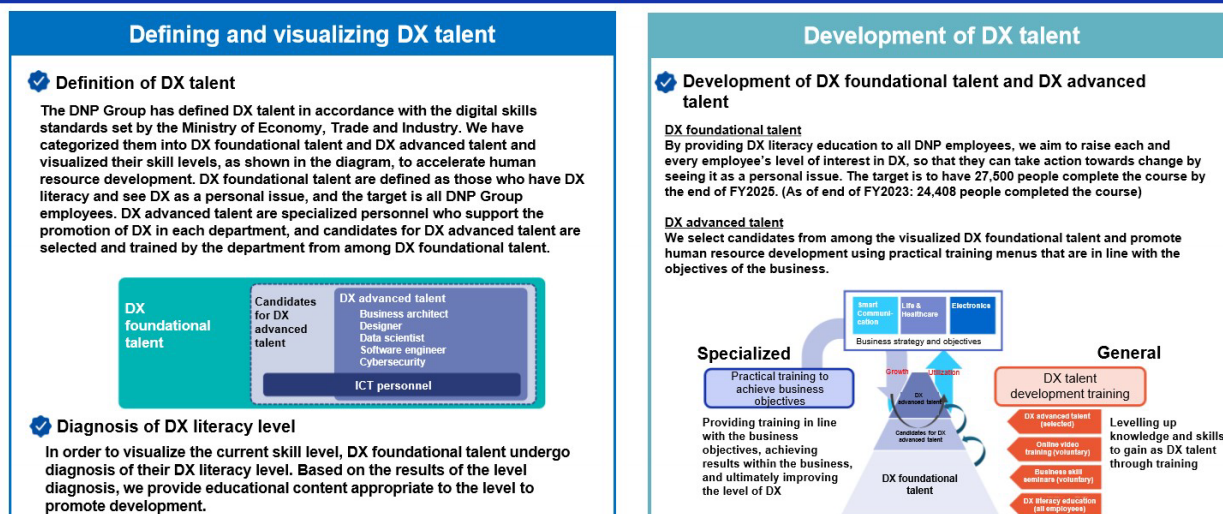 Defining and visualizing DX talent
Definition of DX talent
The DNP Group has defined DX talent in accordance with the digital skills
standards set by the Ministry of Economy, Trade and Industry. We have
categorized them into DX foundational talent and DX advanced talent and
visualized their skill levels, as shown in the diagram, to accelerate human
resource development. DX foundational talent are defined as those who have DX
literacy and see DX as a personal issue, and the target is all DNP Group
employees. DX advanced talent are specialized personnel who support the
promotion of DX in each department, and candidates for DX advanced talent are
selected and trained by the department from among DX foundational talent.
DX
foundational
talent
Candidates
for DX
advanced
talent
DX advanced talent
Business architect
Designer
Data scientist
Software engineer
Cybersecurity
ICT personnel
Diagnosis of DX literacy level
In order to visualize the current skill level, DX foundational talent undergo
diagnosis of their DX literacy level. Based on the results of the level
diagnosis, we provide educational content appropriate to the level to
promote development.
Development of DX talent
Development of DX foundational talent and DX advanced
talent
DX foundational talent
By providing DX literacy education to all DNP employees, we aim to raise each and
every employee's level of interest in DX, so that they can take action towards change by
seeing it as a personal issue. The target is to have 27,500 people complete the course by
the end of FY2025. (As of end of FY2023: 24,408 people completed the course)
DX advanced talent
We select candidates from among the visualized DX foundational talent and promote
human resource development using practical training menus that are in line with the
objectives of the business.
Smart
Communi-
cation
Life &
Healthcare
Electronics
Business strategy and objectives
Specialized
Practical training to
achieve business
objectives
Providing training in line
with the business
objectives, achieving
results within the business,
and ultimately improving
the level of DX
Growth
Utilization
DX
advanced talent
Candidates for DX
advanced talent
DX foundational
talent
General
DX talent
development training
DX advanced talent
(selected)
Online video
training (voluntary)
Business skill
seminars (voluntary)
DX literacy education
(all employees)
Levelling up
knowledge and skills
to gain as DX talent
through training